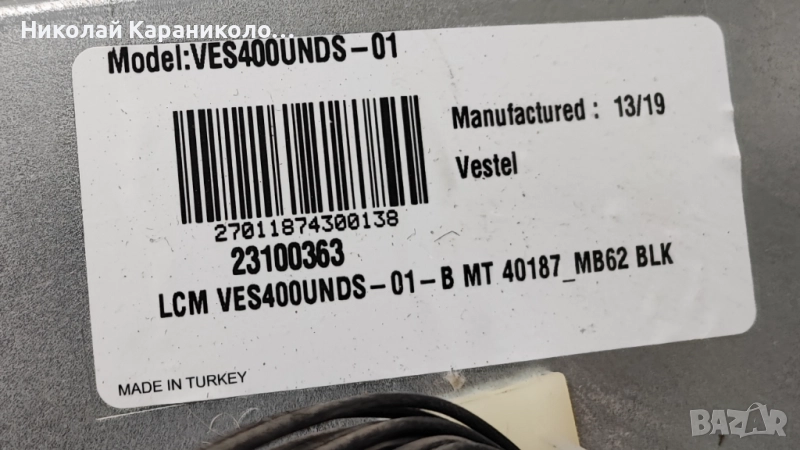 Николай Караниколо...
Model:VES400UNDS-01
Manufactured : 13/19
Vestel
27011874300138
23100363
LCM VES400UNDS-01-B MT 40187_MB62 BLK
MADE IN TURKEY
BAZAR